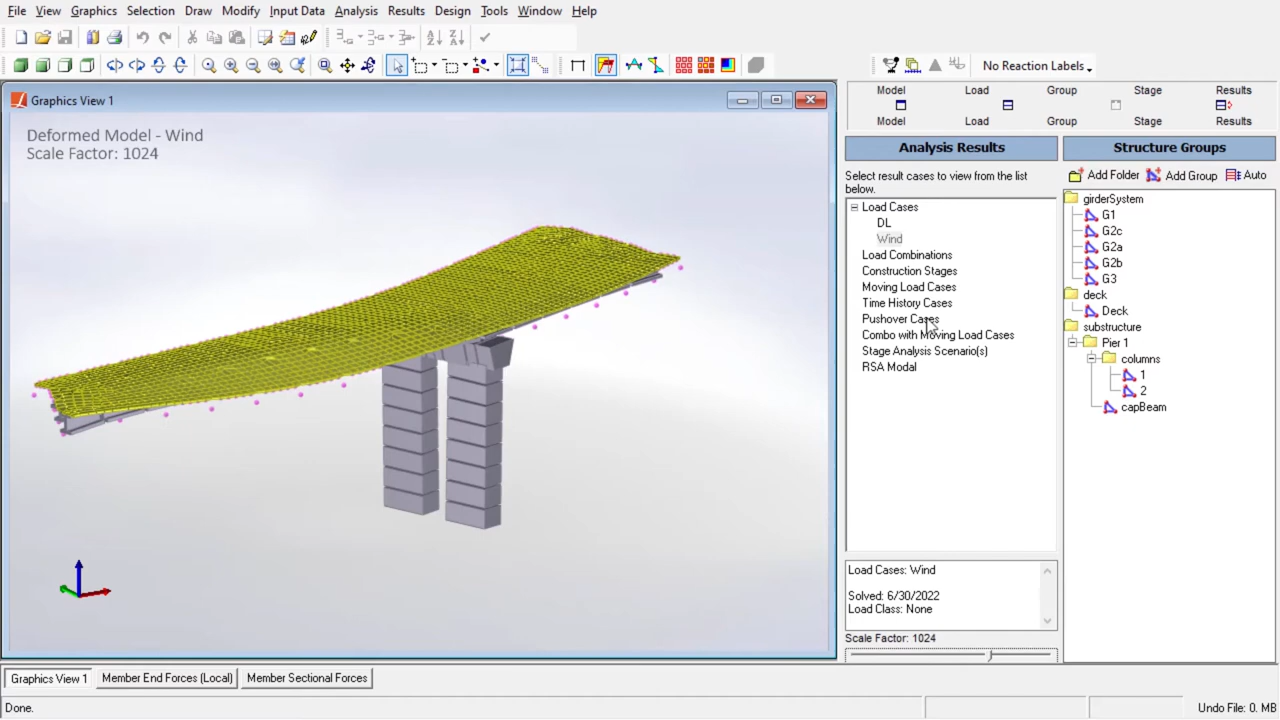 File View Graphics Selection Draw Modify Input Data Analysis Results Design Tools Window Help
No Reaction Labels
Model Load Group Stage Results
Model Load Group Stage Results
Graphics View 1
Deformed Model - Wind
Scale Factor: 1024
Analysis Results
Select result cases to view from the list
below.
Load Cases
DL
Wind
Load Combinations
Construction Stages
Moving Load Cases
Time History Cases
Pushover Cases
Combo with Moving Load Cases
Stage Analysis Scenario(s)
RSA Modal
Load Cases: Wind
Solved: 6/30/2022
Load Class: None
Scale Factor: 1024
Structure Groups
Add Folder Add Group Auto
girderSystem
G1
G2c
G2a
G2b
G3
deck
Deck
substructure
Pier 1
columns
1
2
capBeam
Graphics View 1 Member End Forces (Local) Member Sectional Forces
Done. Undo File: 0. MB